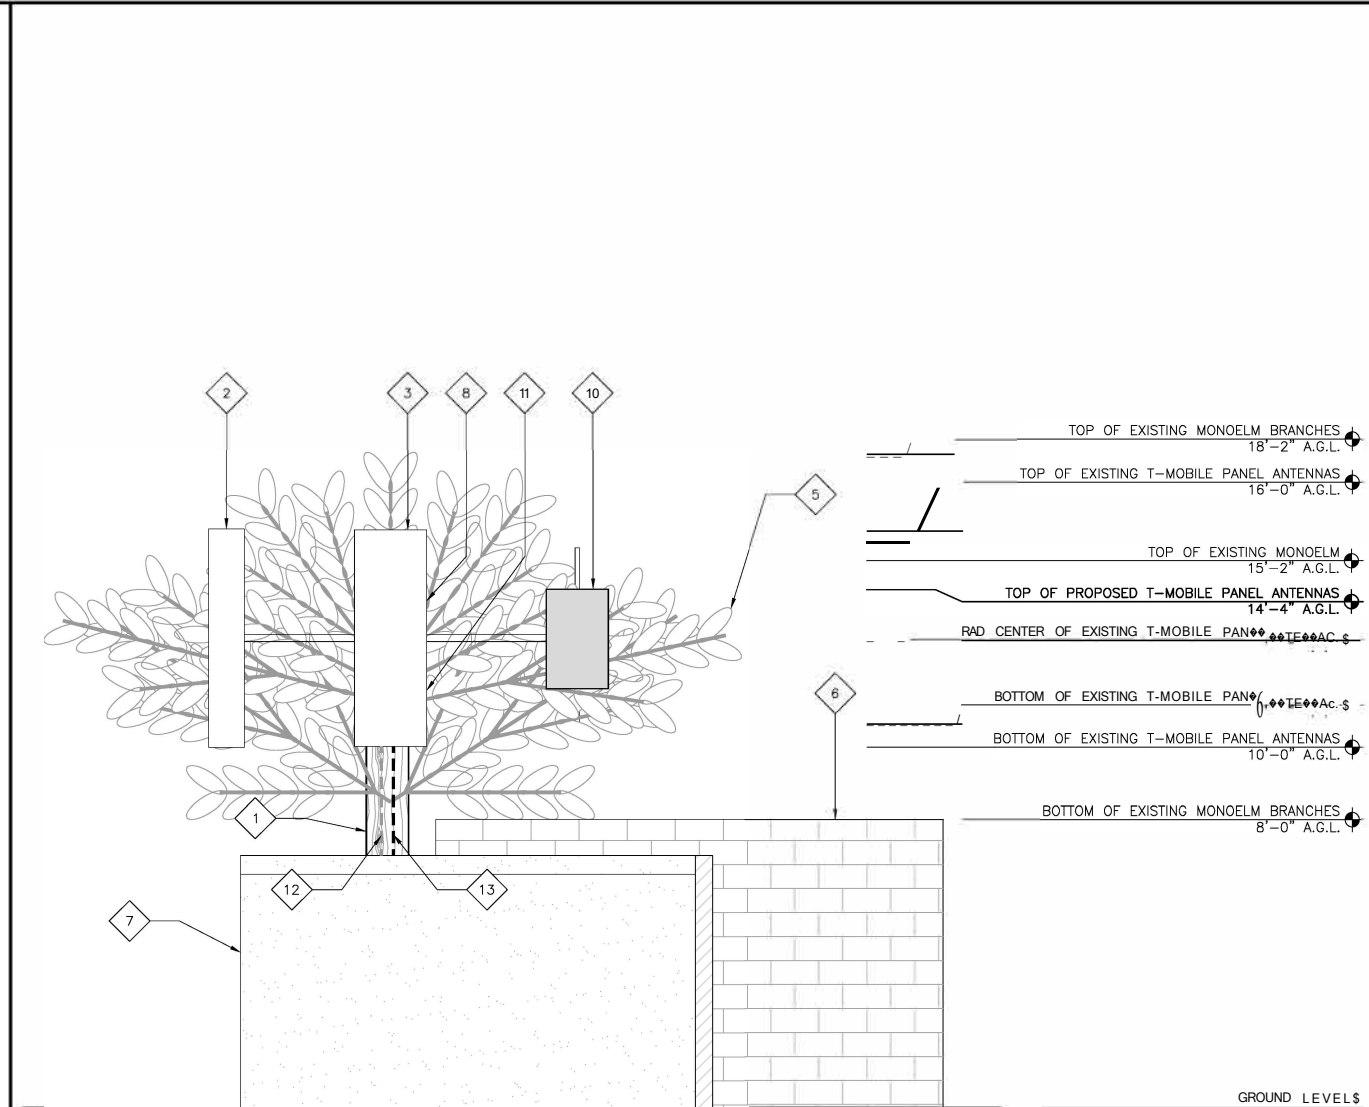 2
3
8
11
10
TOP OF EXISTING MONOELM BRANCHES
18'-2" A.G.L.
TOP OF EXISTING T-MOBILE PANEL ANTENNAS
16'-0" A.G.L.
5
TOP OF EXISTING MONOELM
15'-2" A.G.L.
TOP OF PROPOSED T-MOBILE PANEL ANTENNAS
14'-4" A.G.L.
RAD CENTER OF EXISTING T-MOBILE
6
BOTTOM OF EXISTING T-MOBILE
BOTTOM OF EXISTING T-MOBILE PANEL ANTENNAS
10'-0" A.G.L.
1
BOTTOM OF EXISTING MONOELM BRANCHES
8'-0" A.G.L.
12
13
7
GROUND LEVEL$